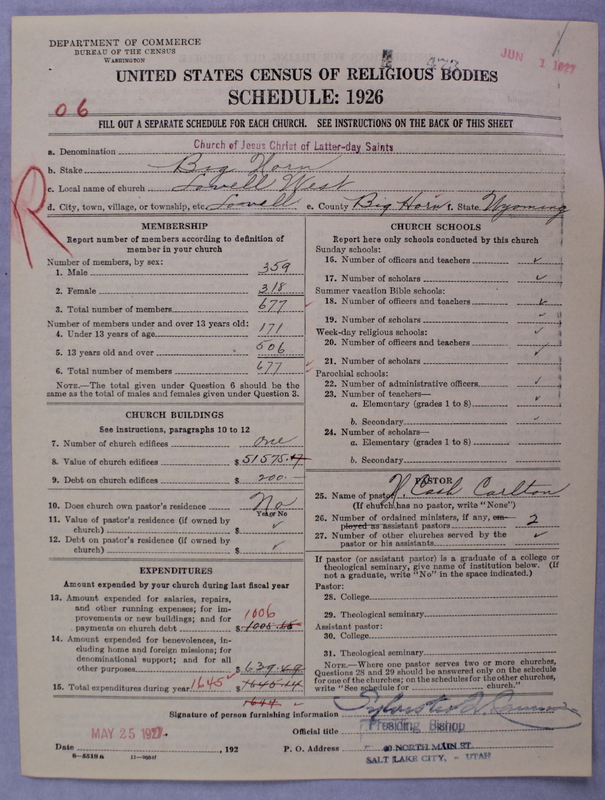 DEPARTMENT OF COMMERCE
BUREAU OF THE CENSUS
WASHINGTON
JUN 1 1927
UNITED STATES CENSUS OF RELIGIOUS BODIES
SCHEDULE: 1926
0 6
FILL OUT A SEPARATE SCHEDULE FOR EACH CHURCH. SEE INSTRUCTIONS ON THE BACK OF THIS SHEET
a. Denomination Church of Jesus Christ of Latter-day Saints
b. Stake Big Horn
c. Local name of church Lowell West
d. City, town, village, or township, etc. Lowell e. County Big Horn f. State Wyoming
R
MEMBERSHIP
Report number of members according to definition of
member in your church
Number of members, by sex:
1. Male 359
2. Female 318
3. Total number of members 677
Number of members under and over 13 years old:
4. Under 13 years of age 171
5. 13 years old and over 506
6. Total number of members 677
NOTE.—The total given under Question 6 should be the
same as the total of males and females given under Question 3.
CHURCH BUILDINGS
See instructions, paragraphs 10 to 12
7. Number of church edifices one
8. Value of church edifices $ 51575.
9. Debt on church edifices $ 200.
10. Does church own pastor's residence No
Yes or No
11. Value of pastor's residence (if owned by
church) $ ✓
12. Debt on pastor's residence (if owned by
church) $ ✓
EXPENDITURES
Amount expended by your church during last fiscal year
13. Amount expended for salaries, repairs,
and other running expenses; for im-
provements or new buildings; and for
payments on church debt 1006 $
14. Amount expended for benevolences, in-
cluding home and foreign missions; for
denominational support; and for all
other purposes $ 639.49
15. Total expenditures during year 1645 $
1644
CHURCH SCHOOLS
Report here only schools conducted by this church
Sunday schools:
16. Number of officers and teachers ✓
17. Number of scholars ✓
Summer vacation Bible schools:
18. Number of officers and teachers ✓
19. Number of scholars ✓
Week-day religious schools:
20. Number of officers and teachers ✓
21. Number of scholars ✓
Parochial schools:
22. Number of administrative officers ✓
23. Number of teachers—
a. Elementary (grades 1 to 8) ✓
b. Secondary ✓
24. Number of scholars—
a. Elementary (grades 1 to 8)
b. Secondary
PASTOR
25. Name of pastor Cash Carlton
(If church has no pastor, write "None")
26. Number of ordained ministers, if any, em-
ployed as assistant pastors 2
27. Number of other churches served by the
pastor or his assistants ✓
If pastor (or assistant pastor) is a graduate of a college or
theological seminary, give name of institution below. (If
not a graduate, write "No" in the space indicated.)
Pastor:
28. College
29. Theological seminary
Assistant pastor:
30. College
31. Theological seminary
NOTE.—Where one pastor serves two or more churches,
Questions 28 and 29 should be answered only on the schedule
for one of the churches; on the schedules for the other churches,
write "See schedule for church."
Signature of person furnishing information Sylvester Q. Cannon
Official title Presiding Bishop
MAY 25 1927
Date , 192 P. O. Address 40 NORTH MAIN ST.
8—5518a 11—9664f SALT LAKE CITY, - UTAH